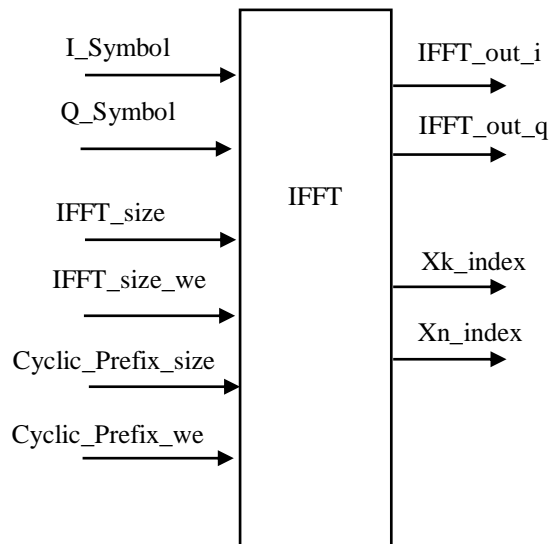 I_Symbol
Q_Symbol
IFFT_size
IFFT_size_we
Cyclic_Prefix_size
Cyclic_Prefix_we
IFFT
IFFT_out_i
IFFT_out_q
Xk_index
Xn_index